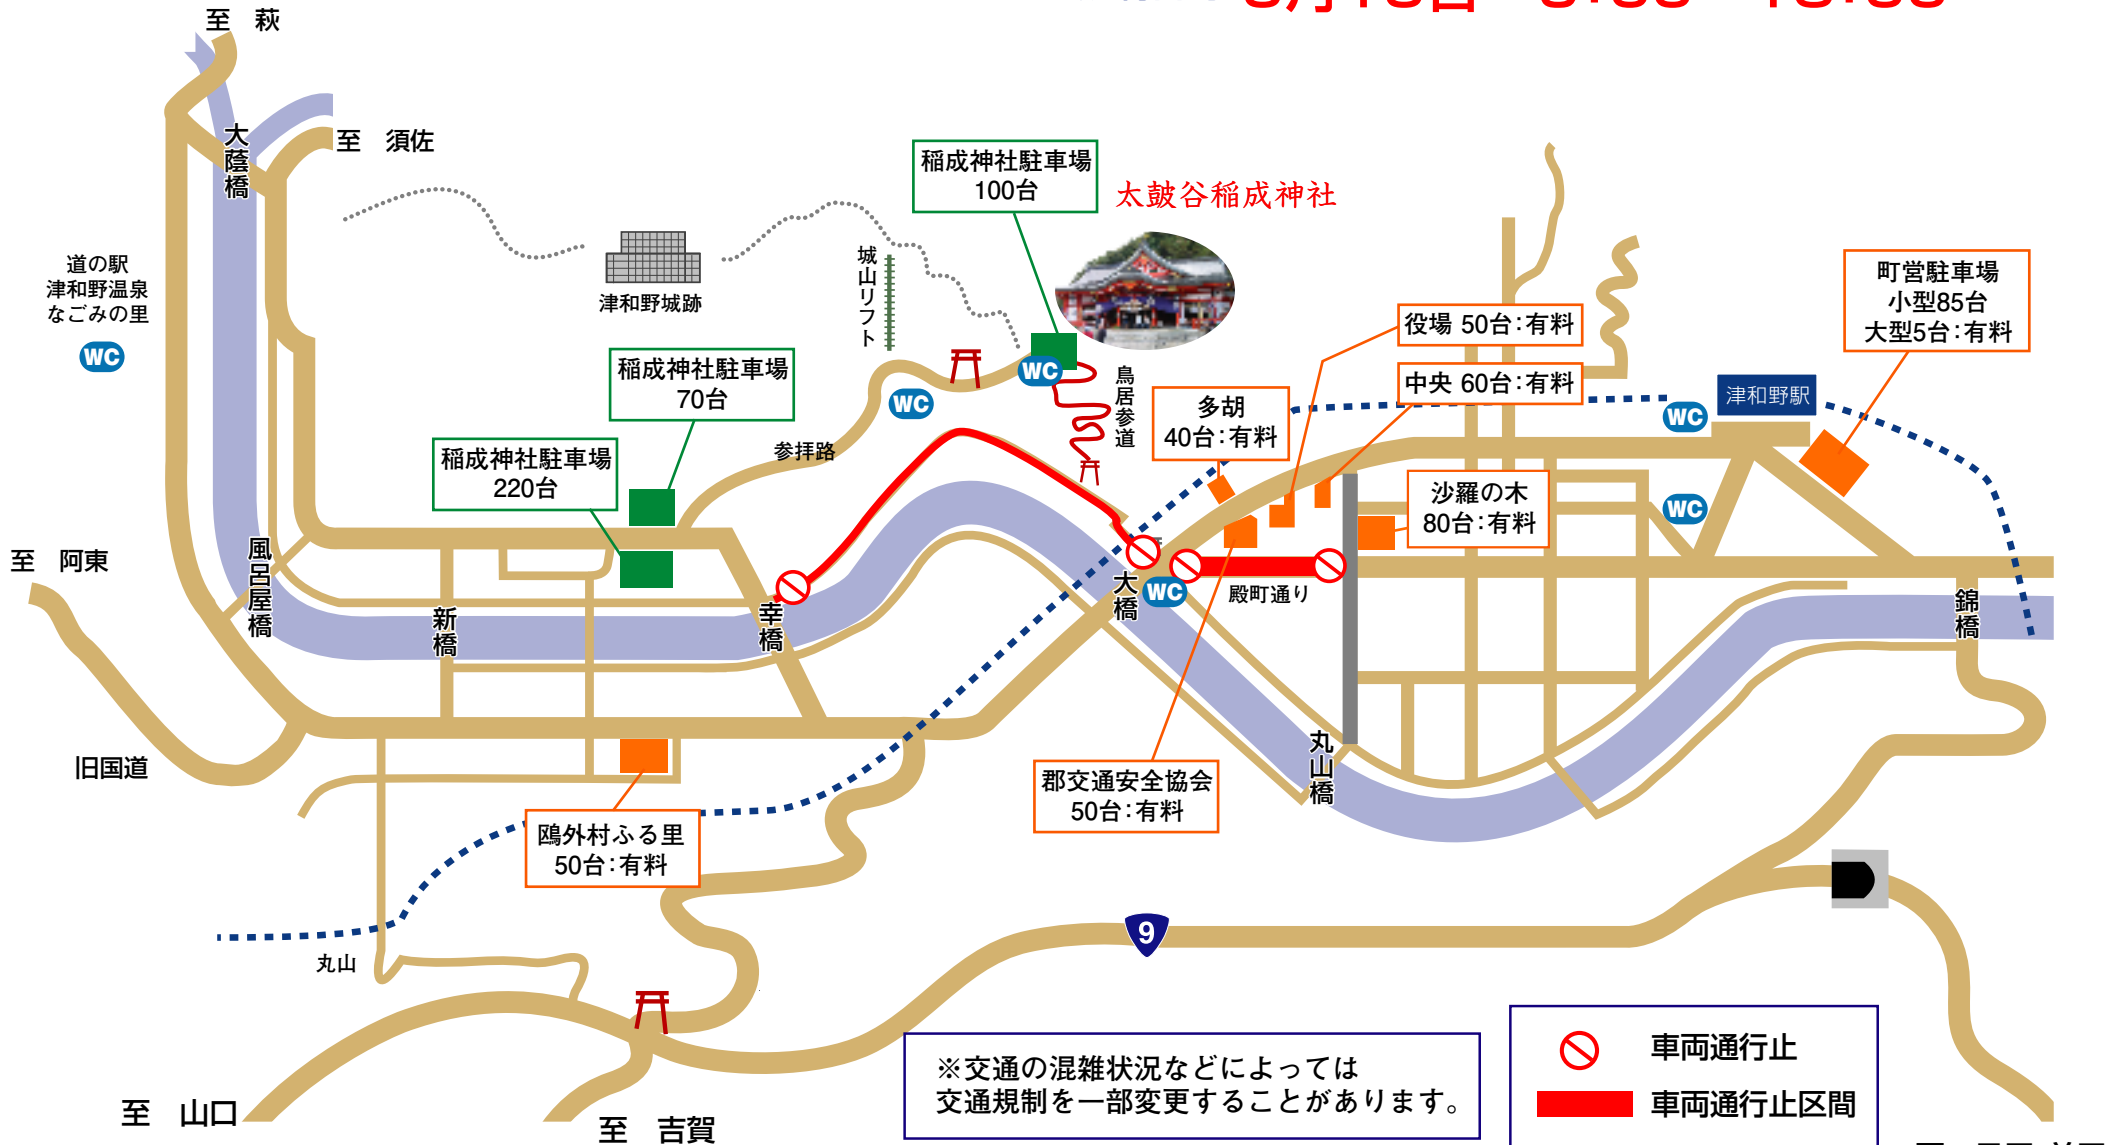 至 萩
大蔭橋
至 須佐
稲成神社駐車場
100台
太皷谷稲成神社
道の駅
津和野温泉
なごみの里
WC
津和野城跡
城山リフト
町営駐車場
小型85台
大型5台:有料
役場 50台:有料
中央 60台:有料
稲成神社駐車場
70台
WC
WC
鳥居参道
多胡
40台:有料
WC
津和野駅
稲成神社駐車場
220台
参拝路
沙羅の木
80台:有料
WC
至 阿東
風呂屋橋
新橋
幸橋
大橋
WC
殿町通り
錦橋
旧国道
丸山橋
郡交通安全協会
50台:有料
鴎外村ふる里
50台:有料
丸山
9
※交通の混雑状況などによっては
交通規制を一部変更することがあります。
車両通行止
車両通行止区間
至 山口
至 吉賀